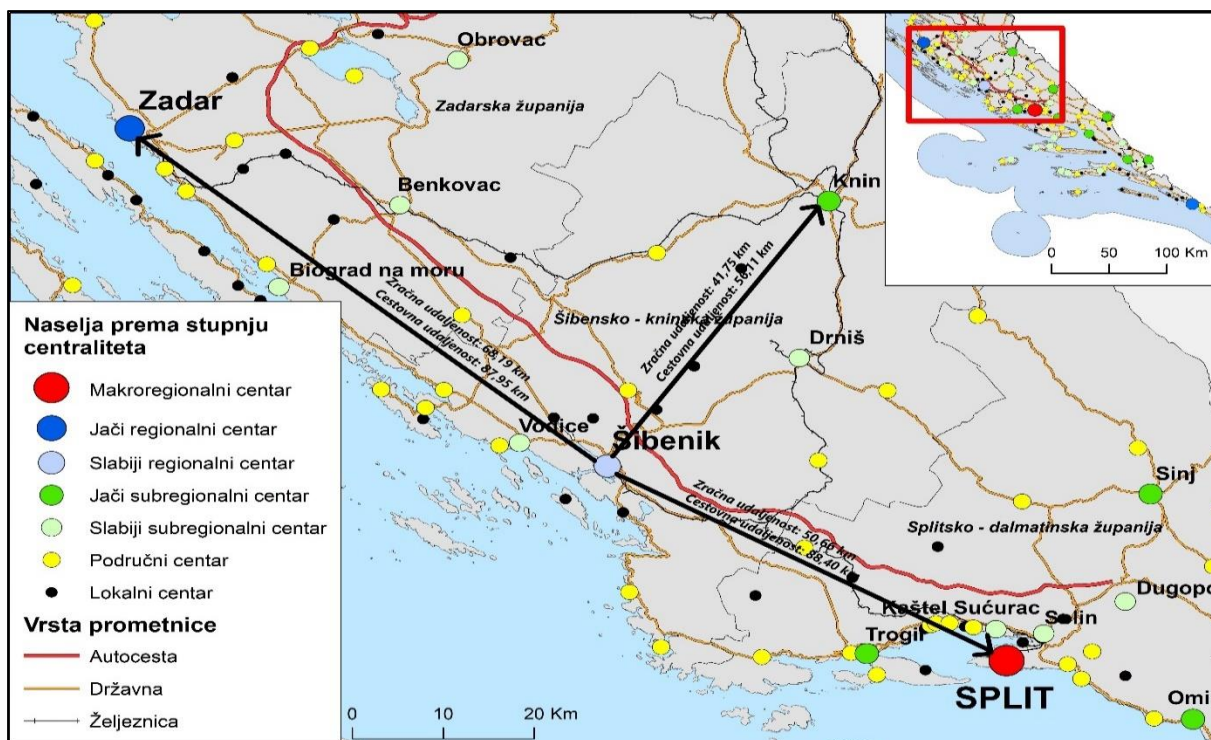 Obrovac
Zadar
Zadarska županija
Benkovac
Knin
Biograd na moru
Zračna udaljenost: 68,19 km
Cestovna udaljenost: 87,95 km
Zračna udaljenost: 41,75 km
Cestovna udaljenost: 56,11 km
Šibensko - kninska županija
Drniš
Vodice
Šibenik
Sinj
Zračna udaljenost: 50,66 km
Cestovna udaljenost: 88,40 k
Splitsko - dalmatinska županija
Dugopo
Kaštel Sućurac
Solin
Trogir
SPLIT
Omi
0 50 100 Km
Naselja prema stupnju
centraliteta
Makroregionalni centar
Jači regionalni centar
Slabiji regionalni centar
Jači subregionalni centar
Slabiji subregionalni centar
Područni centar
Lokalni centar
Vrsta prometnice
Autocesta
Državna
Željeznica
0 10 20 Km